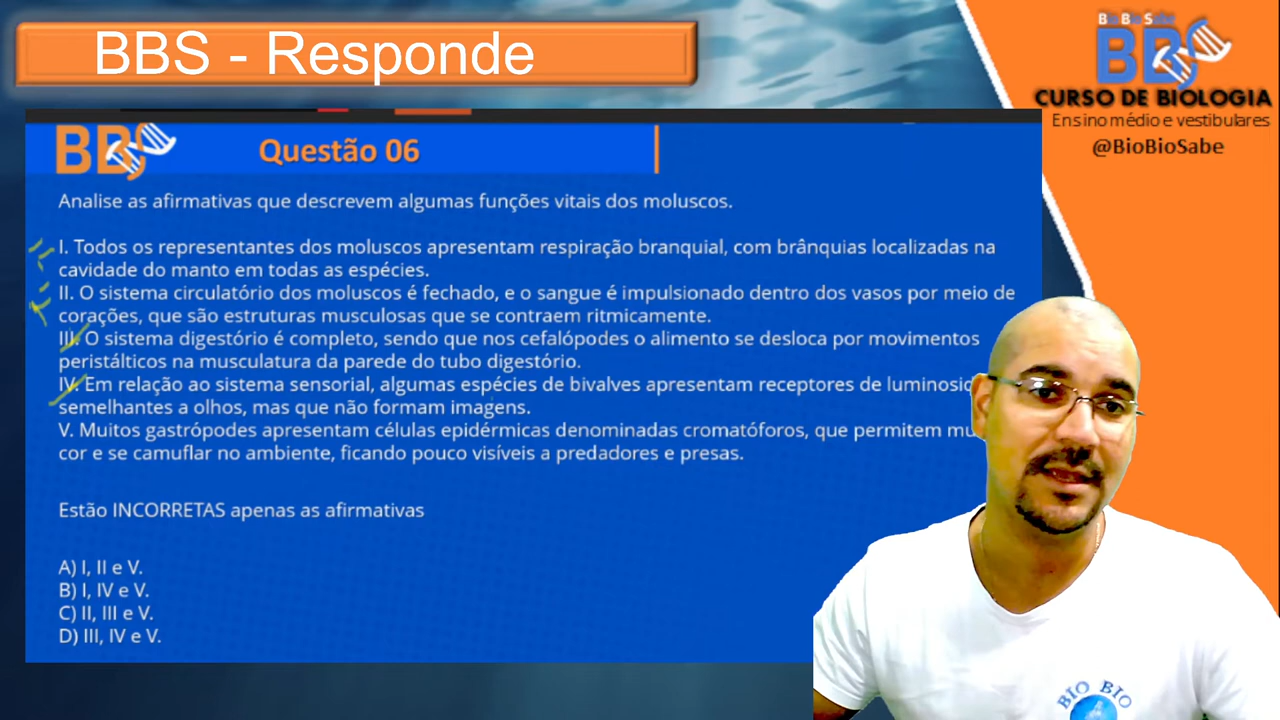 BBS - Responde
Bio Bio Sabe
BBS
CURSO DE BIOLOGIA
Ensino médio e vestibulares
@BioBioSabe
BBS
Questão 06
Analise as afirmativas que descrevem algumas funções vitais dos moluscos.
I. Todos os representantes dos moluscos apresentam respiração branquial, com brânquias localizadas na
cavidade do manto em todas as espécies.
II. O sistema circulatório dos moluscos é fechado, e o sangue é impulsionado dentro dos vasos por meio de
corações, que são estruturas musculosas que se contraem ritmicamente.
III. O sistema digestório é completo, sendo que nos cefalópodes o alimento se desloca por movimentos
peristálticos na musculatura da parede do tubo digestório.
IV. Em relação ao sistema sensorial, algumas espécies de bivalves apresentam receptores de
semelhantes a olhos, mas que não formam imagens.
V. Muitos gastrópodes apresentam células epidérmicas denominadas cromatóforos, que permitem
cor e se camuflar no ambiente, ficando pouco visíveis a predadores e presas.
Estão INCORRETAS apenas as afirmativas
A) I, II e V.
B) I, IV e V.
C) II, III e V.
D) III, IV e V.
BIO BIO